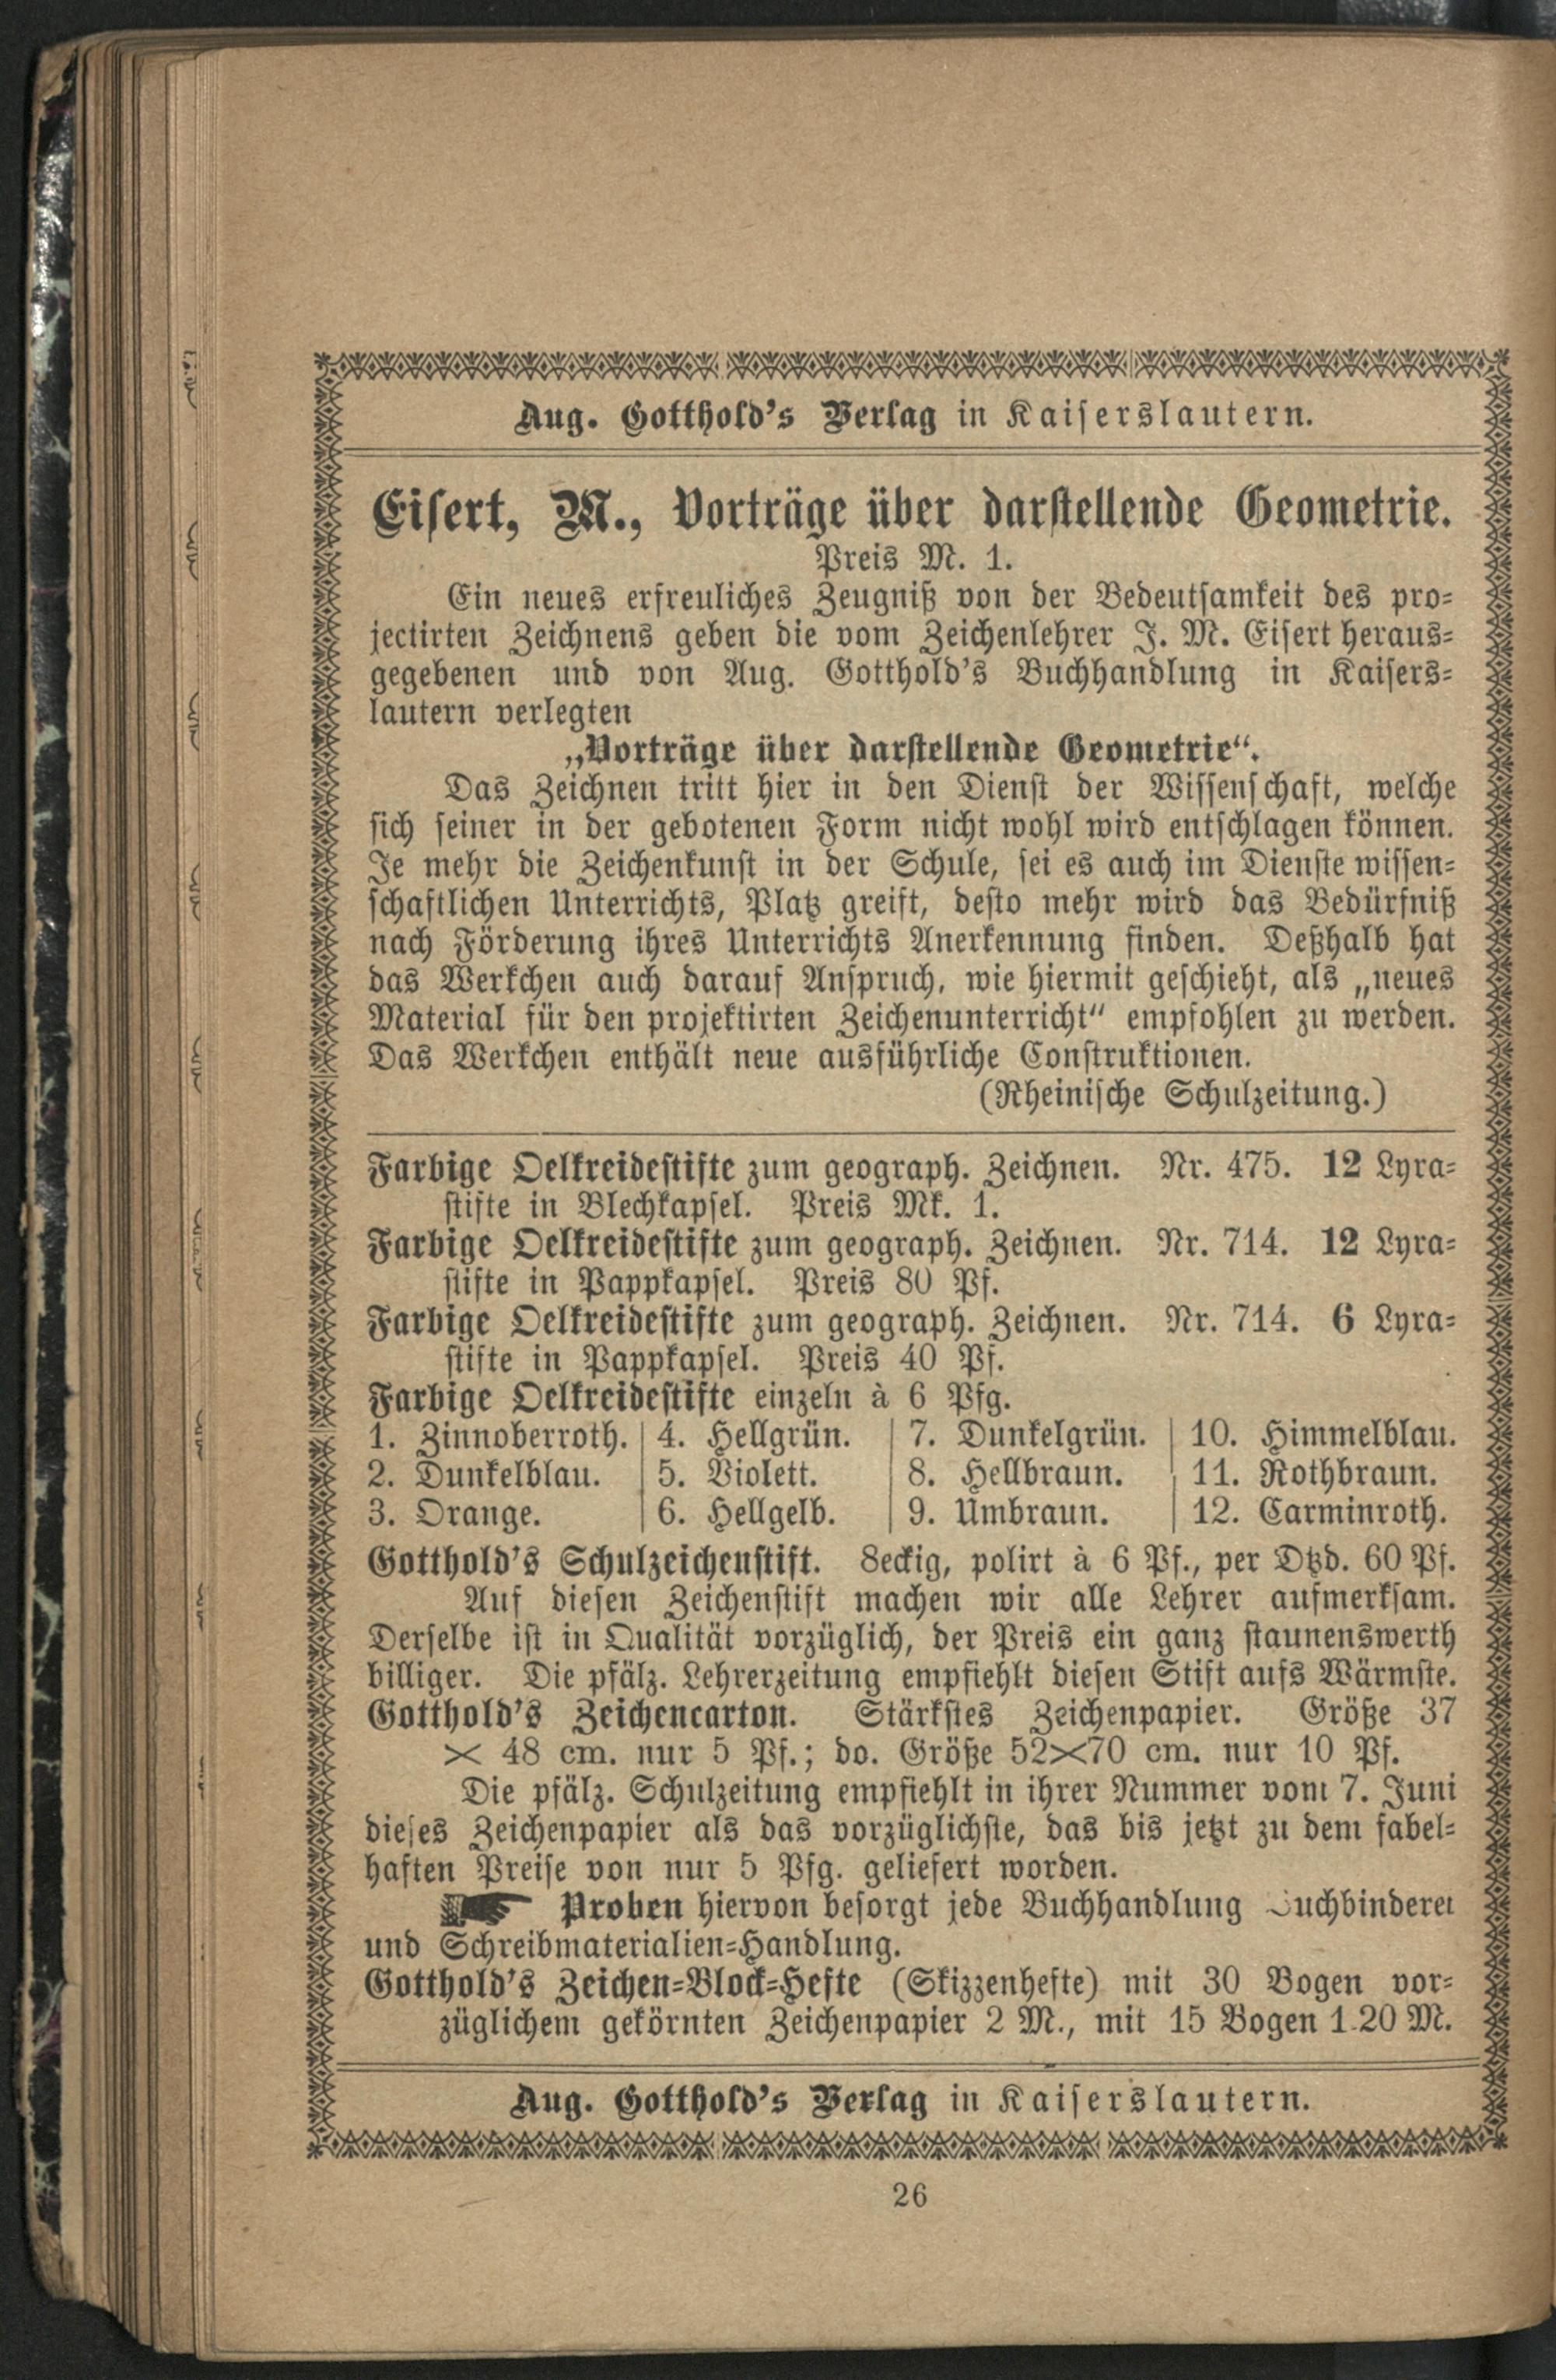 Aug. Gotthold's Verlag in Kaiserslautern.
Eisert, M., Vorträge über darstellende Geometrie.
Preis M. 1.
Ein neues erfreuliches Zeugniß von der Bedeutsamkeit des pro-
jectirten Zeichnens geben die vom Zeichenlehrer J. M. Eisert heraus-
gegebenen und von Aug. Gotthold's Buchhandlung in Kaisers-
lautern verlegten
„Vorträge über darstellende Geometrie“.
Das Zeichnen tritt hier in den Dienst der Wissenschaft, welche
sich seiner in der gebotenen Form nicht wohl wird entschlagen können.
Je mehr die Zeichenkunst in der Schule, sei es auch im Dienste wissen-
schaftlichen Unterrichts, Platz greift, desto mehr wird das Bedürfniß
nach Förderung ihres Unterrichts Anerkennung finden. Deßhalb hat
das Werkchen auch darauf Anspruch, wie hiermit geschieht, als „neues
Material für den projektirten Zeichenunterricht“ empfohlen zu werden.
Das Werkchen enthält neue ausführliche Construktionen.
(Rheinische Schulzeitung.)
Farbige Oelkreidestifte zum geograph. Zeichnen. Nr. 475. 12 Lyra-
stifte in Blechkapsel. Preis Mk. 1.
Farbige Oelkreidestifte zum geograph. Zeichnen. Nr. 714. 12 Lyra-
stifte in Pappkapsel. Preis 80 Pf.
Farbige Oelkreidestifte zum geograph. Zeichnen. Nr. 714. 6 Lyra-
stifte in Pappkapsel. Preis 40 Pf.
Farbige Oelkreidestifte einzeln à 6 Pfg.
1. Zinnoberroth. 4. Hellgrün. 7. Dunkelgrün. 10. Himmelblau.
2. Dunkelblau. 5. Violett. 8. Hellbraun. 11. Rothbraun.
3. Orange. 6. Hellgelb. 9. Umbraun. 12. Carminroth.
Gotthold's Schulzeichenstift. 8eckig, polirt à 6 Pf., per Dtzd. 60 Pf.
Auf diesen Zeichenstift machen wir alle Lehrer aufmerksam.
Derselbe ist in Qualität vorzüglich, der Preis ein ganz staunenswerth
billiger. Die pfälz. Lehrerzeitung empfiehlt diesen Stift aufs Wärmste.
Gotthold's Zeichencarton. Stärkstes Zeichenpapier. Größe 37
× 48 cm. nur 5 Pf.; do. Größe 52×70 cm. nur 10 Pf.
Die pfälz. Schulzeitung empfiehlt in ihrer Nummer vom 7. Juni
dieses Zeichenpapier als das vorzüglichste, das bis jetzt zu dem fabel-
haften Preise von nur 5 Pfg. geliefert worden.
☛ Proben hiervon besorgt jede Buchhandlung Buchbinderei
und Schreibmaterialien-Handlung.
Gotthold's Zeichen-Block-Hefte (Skizzenhefte) mit 30 Bogen vor-
züglichem gekörnten Zeichenpapier 2 M., mit 15 Bogen 1.20 M.
Aug. Gotthold's Verlag in Kaiserslautern.
26